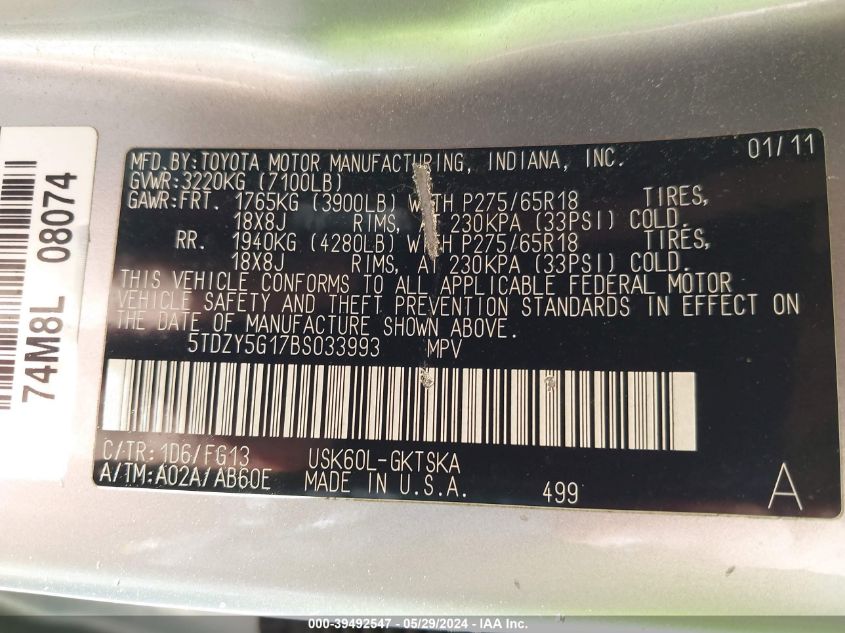 MFD.BY:TOYOTA MOTOR MANUFACTURING, INDIANA, INC. 01/11
GVWR:3220KG (7100LB)
GAWR:FRT. 1765KG (3900LB) WITH P275/65R18 TIRES,
18X8J RIMS, AT 230KPA (33PSI) COLD.
RR. 1940KG (4280LB) WITH P275/65R18 TIRES,
18X8J RIMS, AT 230KPA (33PSI) COLD.
THIS VEHICLE CONFORMS TO ALL APPLICABLE FEDERAL MOTOR
VEHICLE SAFETY AND THEFT PREVENTION STANDARDS IN EFFECT ON
THE DATE OF MANUFACTURE SHOWN ABOVE.
5TDZY5G17BS033993 MPV
C/TR:1D6/FG13 USK60L-GKTSKA
A/TM:A02A/AB60E MADE IN U.S.A. 499 A
74M8L 08074
000-39492547 - 05/29/2024 - IAA Inc.